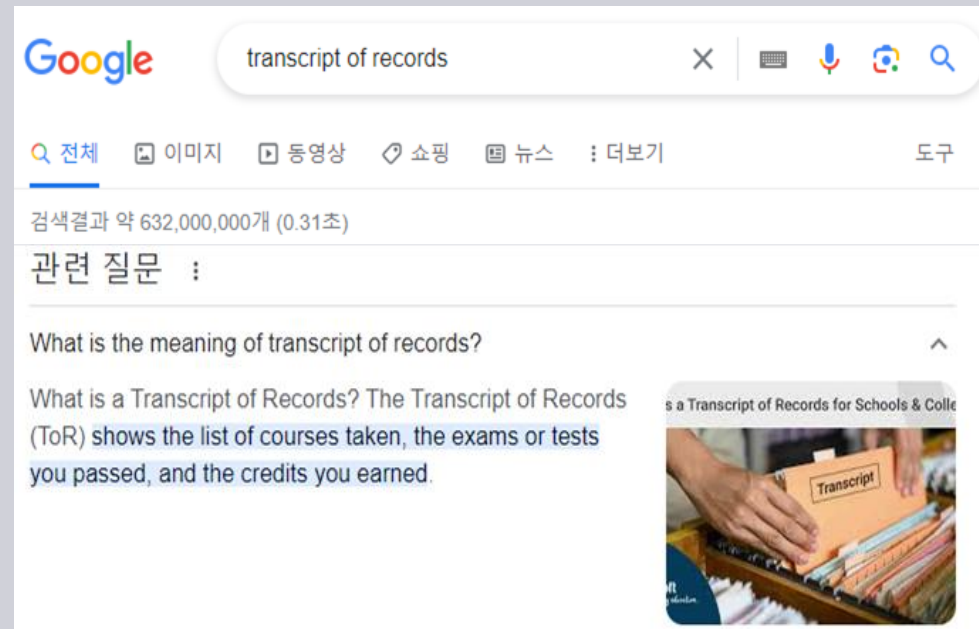 Google
transcript of records
전체 이미지 동영상 쇼핑 뉴스 더보기 도구
검색결과 약 632,000,000개 (0.31초)
관련 질문
What is the meaning of transcript of records?
What is a Transcript of Records? The Transcript of Records
(ToR) shows the list of courses taken, the exams or tests
you passed, and the credits you earned.
s a Transcript of Records for Schools & Colle
Transcript